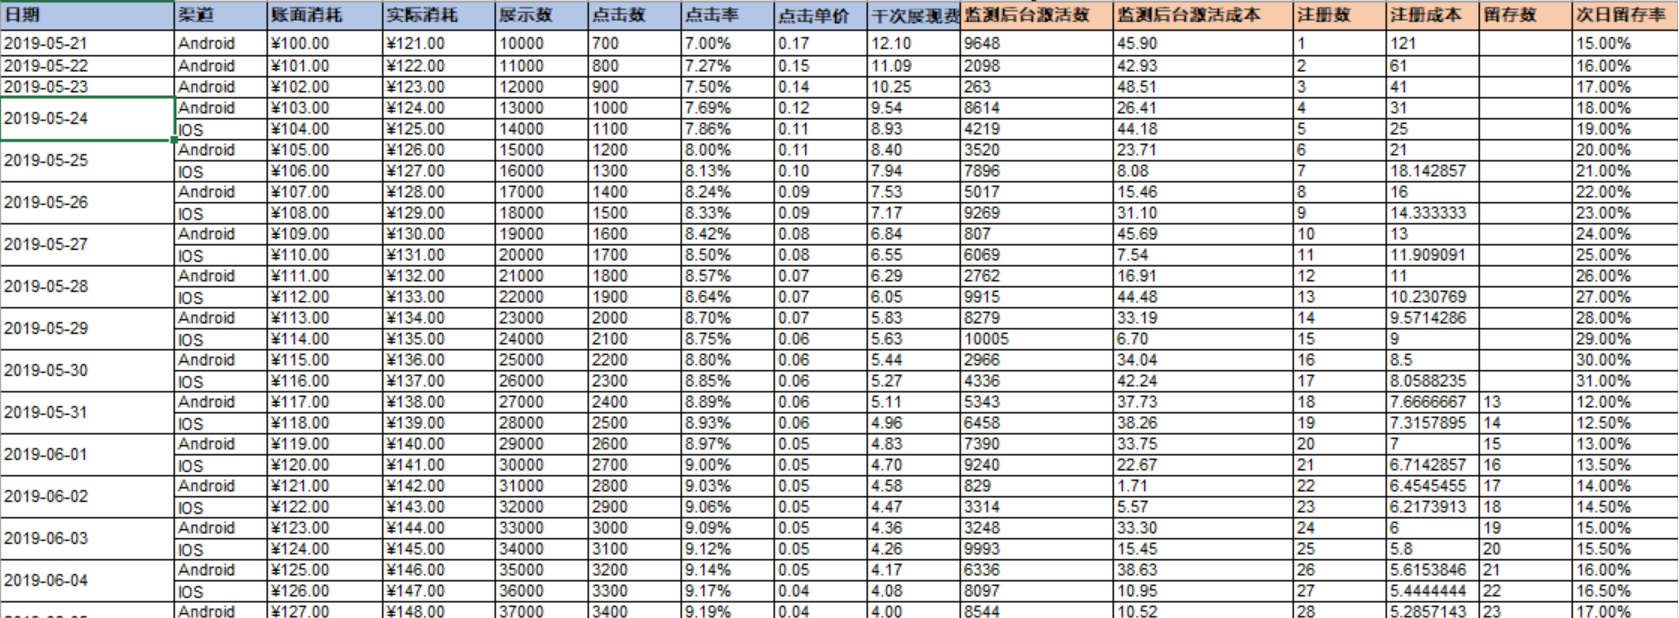 日期 渠道 账面消耗 实际消耗 展示数 点击数 点击率 点击单价 千次展现费 监测后台激活数 监测后台激活成本 注册数 注册成本 留存数 次日留存率
2019-05-21 Android ¥100.00 ¥121.00 10000 700 7.00% 0.17 12.10 9648 45.90 1 121 15.00%
2019-05-22 Android ¥101.00 ¥122.00 11000 800 7.27% 0.15 11.09 2098 42.93 2 61 16.00%
2019-05-23 Android ¥102.00 ¥123.00 12000 900 7.50% 0.14 10.25 263 48.51 3 41 17.00%
2019-05-24 Android ¥103.00 ¥124.00 13000 1000 7.69% 0.12 9.54 8614 26.41 4 31 18.00%
IOS ¥104.00 ¥125.00 14000 1100 7.86% 0.11 8.93 4219 44.18 5 25 19.00%
2019-05-25 Android ¥105.00 ¥126.00 15000 1200 8.00% 0.11 8.40 3520 23.71 6 21 20.00%
IOS ¥106.00 ¥127.00 16000 1300 8.13% 0.10 7.94 7896 8.08 7 18.142857 21.00%
2019-05-26 Android ¥107.00 ¥128.00 17000 1400 8.24% 0.09 7.53 5017 15.46 8 16 22.00%
IOS ¥108.00 ¥129.00 18000 1500 8.33% 0.09 7.17 9269 31.10 9 14.333333 23.00%
2019-05-27 Android ¥109.00 ¥130.00 19000 1600 8.42% 0.08 6.84 807 45.69 10 13 24.00%
IOS ¥110.00 ¥131.00 20000 1700 8.50% 0.08 6.55 6069 7.54 11 11.909091 25.00%
2019-05-28 Android ¥111.00 ¥132.00 21000 1800 8.57% 0.07 6.29 2762 16.91 12 11 26.00%
IOS ¥112.00 ¥133.00 22000 1900 8.64% 0.07 6.05 9915 44.48 13 10.230769 27.00%
2019-05-29 Android ¥113.00 ¥134.00 23000 2000 8.70% 0.07 5.83 8279 33.19 14 9.5714286 28.00%
IOS ¥114.00 ¥135.00 24000 2100 8.75% 0.06 5.63 10005 6.70 15 9 29.00%
2019-05-30 Android ¥115.00 ¥136.00 25000 2200 8.80% 0.06 5.44 2966 34.04 16 8.5 30.00%
IOS ¥116.00 ¥137.00 26000 2300 8.85% 0.06 5.27 4336 42.24 17 8.0588235 31.00%
2019-05-31 Android ¥117.00 ¥138.00 27000 2400 8.89% 0.06 5.11 5343 37.73 18 7.6666667 13 12.00%
IOS ¥118.00 ¥139.00 28000 2500 8.93% 0.06 4.96 6458 38.26 19 7.3157895 14 12.50%
2019-06-01 Android ¥119.00 ¥140.00 29000 2600 8.97% 0.05 4.83 7390 33.75 20 7 15 13.00%
IOS ¥120.00 ¥141.00 30000 2700 9.00% 0.05 4.70 9240 22.67 21 6.7142857 16 13.50%
2019-06-02 Android ¥121.00 ¥142.00 31000 2800 9.03% 0.05 4.58 829 1.71 22 6.4545455 17 14.00%
IOS ¥122.00 ¥143.00 32000 2900 9.06% 0.05 4.47 3314 5.57 23 6.2173913 18 14.50%
2019-06-03 Android ¥123.00 ¥144.00 33000 3000 9.09% 0.05 4.36 3248 33.30 24 6 19 15.00%
IOS ¥124.00 ¥145.00 34000 3100 9.12% 0.05 4.26 9993 15.45 25 5.8 20 15.50%
2019-06-04 Android ¥125.00 ¥146.00 35000 3200 9.14% 0.05 4.17 6336 38.63 26 5.6153846 21 16.00%
IOS ¥126.00 ¥147.00 36000 3300 9.17% 0.04 4.08 8097 10.95 27 5.4444444 22 16.50%
Android ¥127.00 ¥148.00 37000 3400 9.19% 0.04 4.00 8544 10.52 28 5.2857143 23 17.00%